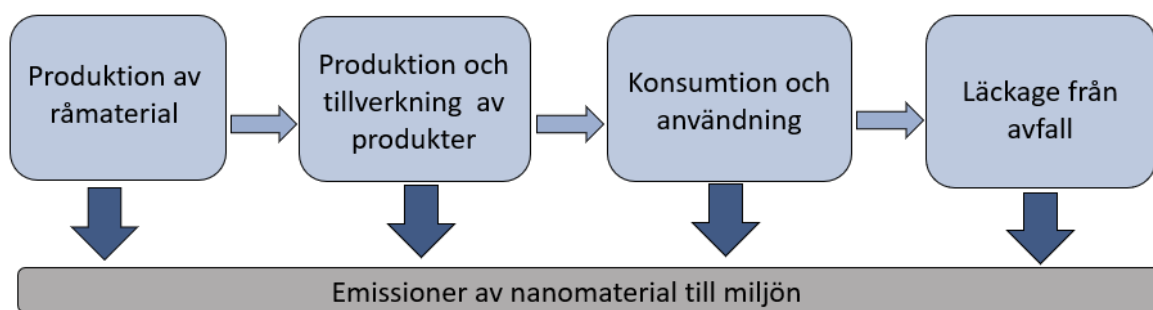 Produktion av
råmaterial
Produktion och
tillverkning av
produkter
Konsumtion och
användning
Läckage från
avfall
Emissioner av nanomaterial till miljön